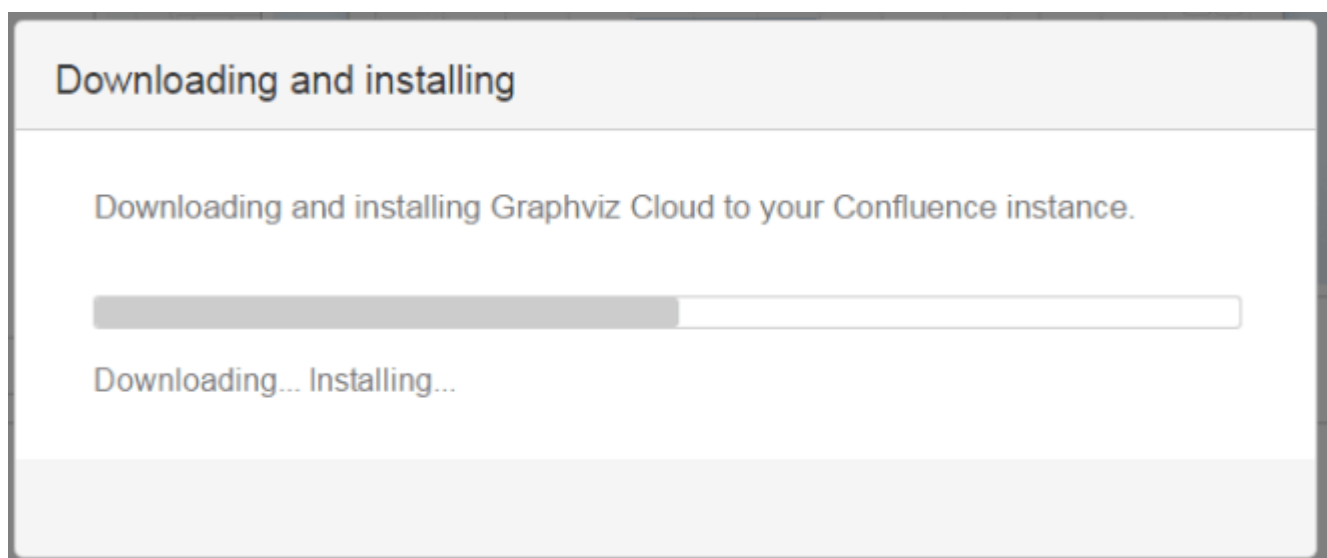 Downloading and installing
Downloading and installing Graphviz Cloud to your Confluence instance.
Downloading... Installing...